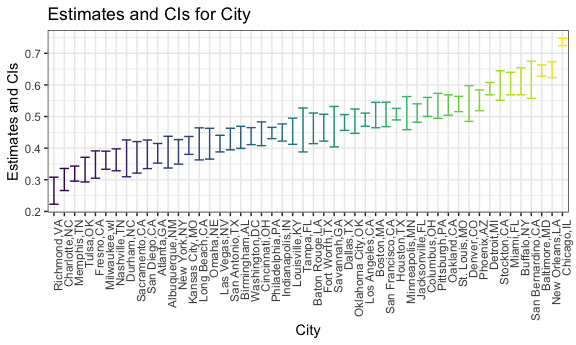 Estimates and CIs for City
Estimates and CIs
0.7
0.6
0.5
0.4
0.3
0.2
Richmond,VA
Charlotte,NC
Memphis,TN
Tulsa,OK
Fresno,CA
Milwaukee,wI
Nashville,TN
Durham,NC
Sacramento,CA
San Diego,CA
Atlanta,GA
Albuquerque,NM
New York,NY
Kansas City,MO
Long Beach,CA
Omaha,NE
Las Vegas,NV
San Antonio,TX
Birmingham,AL
Washington,DC
Cincinnati,OH
Philadelphia,PA
Indianapolis,IN
Louisville,KY
Tampa,FL
Baton Rouge,LA
Fort Worth,TX
Savannah,GA
Dallas,TX
Oklahoma City,OK
Los Angeles,CA
Boston,MA
San Francisco,CA
Houston,TX
Minneapolis,MN
Jacksonville,FL
Columbus,OH
Pittsburgh,PA
Oakland,CA
St. Louis,MO
Denver,CO
Phoenix,AZ
Detroit,MI
Stockton,CA
Miami,FL
Buffalo,NY
San Bernardino,CA
Baltimore,MD
New Orleans,LA
Chicago,IL
City